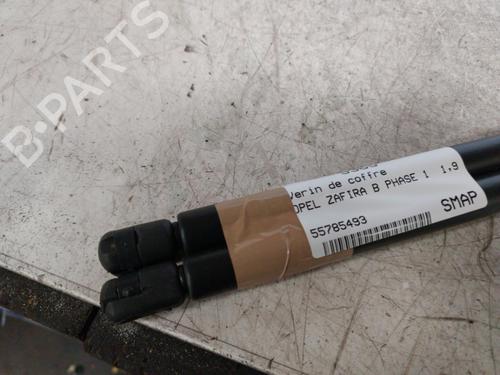 B-PARTS
Verin de coffre
OPEL ZAFIRA B PHASE 1 1.9
55785493
SMAP